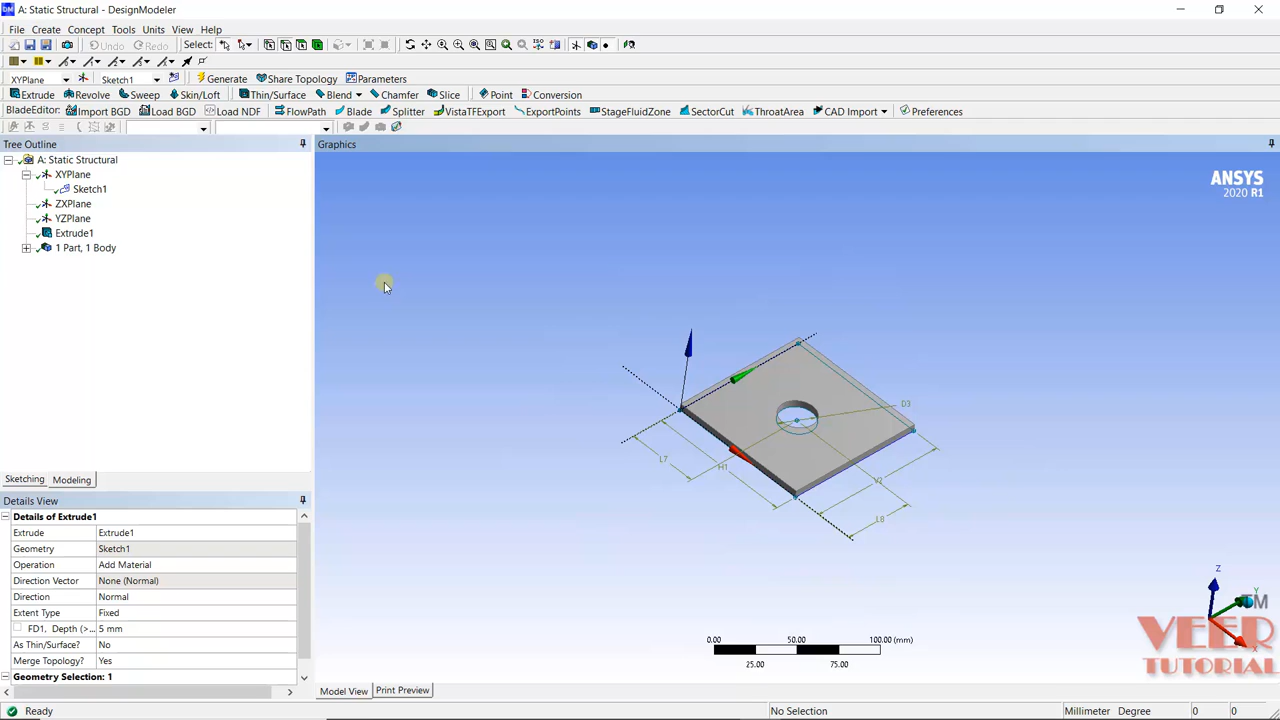 A: Static Structural - DesignModeler
File Create Concept Tools Units View Help
Undo Redo Select:
XYPlane Sketch1 Generate Share Topology Parameters
Extrude Revolve Sweep Skin/Loft Thin/Surface Blend Chamfer Slice Point Conversion
BladeEditor: Import BGD Load BGD Load NDF FlowPath Blade Splitter VistaTFExport ExportPoints StageFluidZone SectorCut ThroatArea CAD Import Preferences
Tree Outline
A: Static Structural
XYPlane
Sketch1
ZXPlane
YZPlane
Extrude1
1 Part, 1 Body
Sketching Modeling
Details View
Details of Extrude1
Extrude Extrude1
Geometry Sketch1
Operation Add Material
Direction Vector None (Normal)
Direction Normal
Extent Type Fixed
FD1, Depth (>... 5 mm
As Thin/Surface? No
Merge Topology? Yes
Geometry Selection: 1
Graphics
ANSYS
2020 R1
D3
L7
H1
V2
L8
0.00 50.00 100.00 (mm)
25.00 75.00
Z
Y
X
TM
VEER
TUTORIAL
Model View Print Preview
Ready No Selection Millimeter Degree 0 0